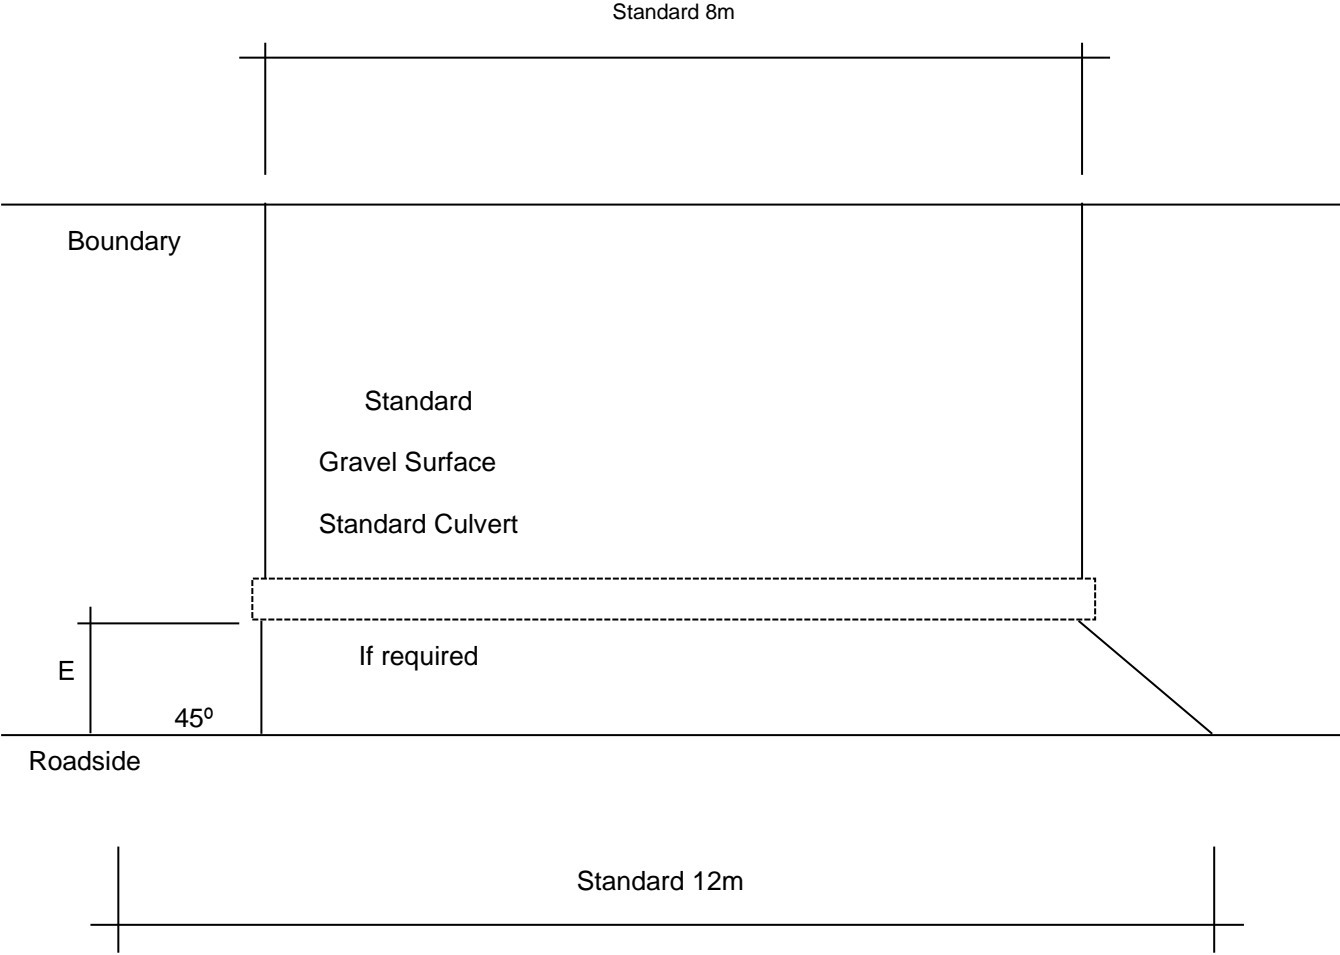 Standard 8m
Boundary
Standard
Gravel Surface
Standard Culvert
If required
E
45º
Roadside
Standard 12m